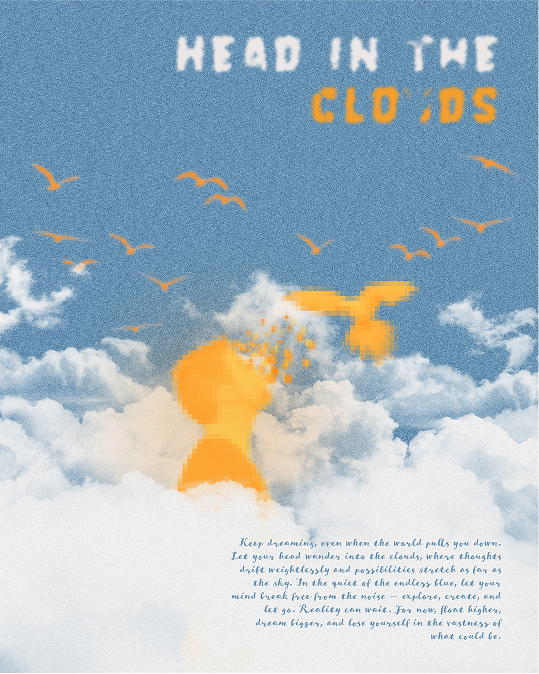 HEAD IN THE
CLOUDS
Keep dreaming, even when the world pulls you down.
Let your head wander into the clouds, where thoughts
drift weightlessly and possibilities stretch as far as
the sky. In the quiet of the endless blue, let your
mind break free from the noise — explore, create, and
let go. Reality can wait. For now, float higher,
dream bigger, and lose yourself in the vastness of
what could be.